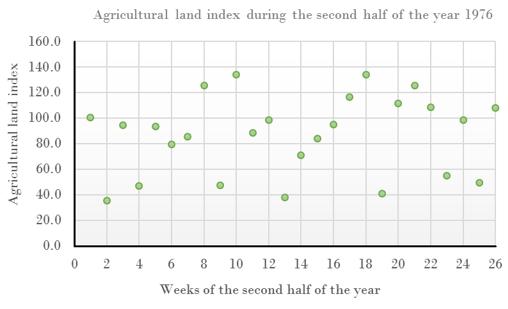 Agricultural land index during the second half of the year 1976
Agricultural land index
160.0
140.0
120.0
100.0
80.0
60.0
40.0
20.0
0.0
0 2 4 6 8 10 12 14 16 18 20 22 24 26
Weeks of the second half of the year